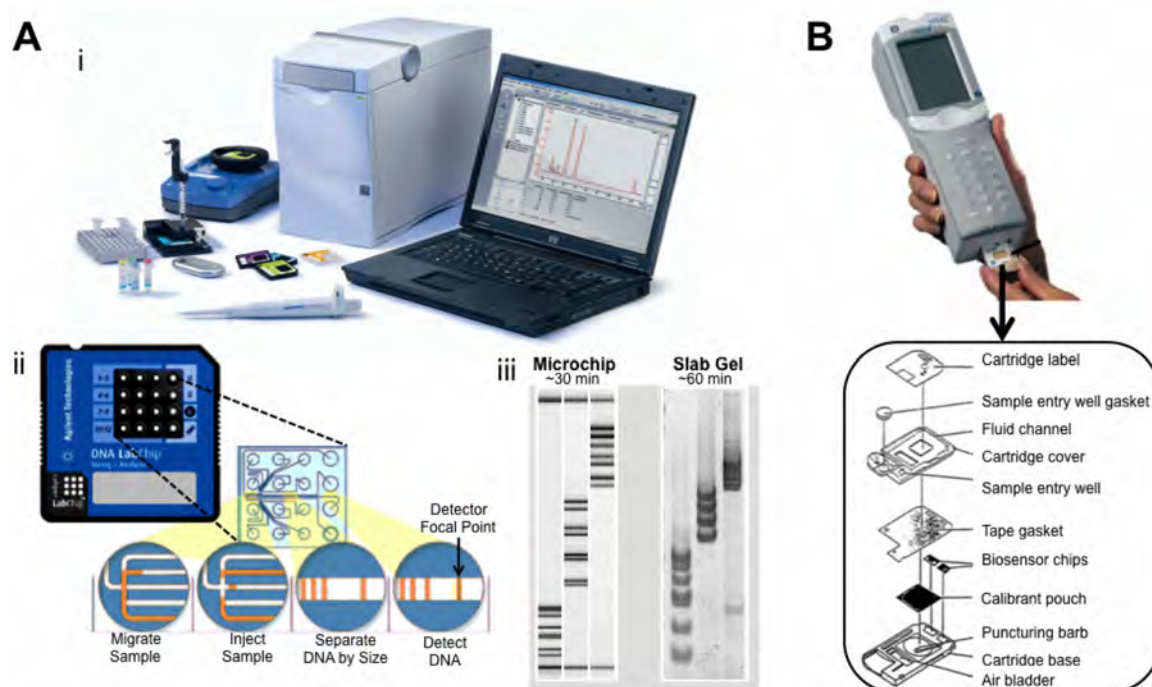 A
i
B
ii
Agilent Technologies
DNA LabChip
LabChip
Detector
Focal Point
Migrate
Sample
Inject
Sample
Separate
DNA by Size
Detect
DNA
iii
Microchip
~30 min
Slab Gel
~60 min
Cartridge label
Sample entry well gasket
Fluid channel
Cartridge cover
Sample entry well
Tape gasket
Biosensor chips
Calibrant pouch
Puncturing barb
Cartridge base
Air bladder